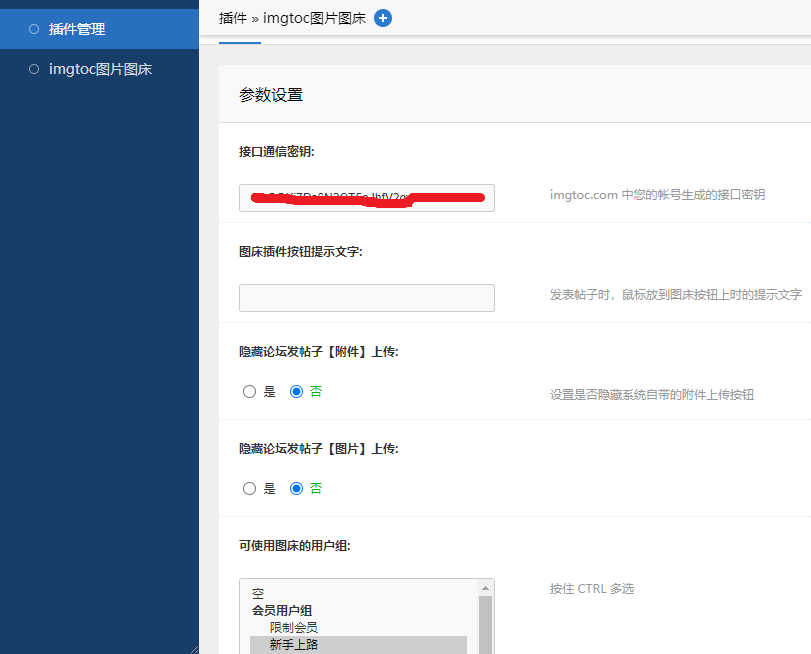 插件管理
imgtoc图片图床
插件 » imgtoc图片图床
参数设置
接口通信密钥:
imgtoc.com 中您的帐号生成的接口密钥
图床插件按钮提示文字:
发表帖子时，鼠标放到图床按钮上时的提示文字
隐藏论坛发帖子【附件】上传:
是 否
设置是否隐藏系统自带的附件上传按钮
隐藏论坛发帖子【图片】上传:
是 否
可使用图床的用户组:
空
按住 CTRL 多选
会员用户组
限制会员
新手上路